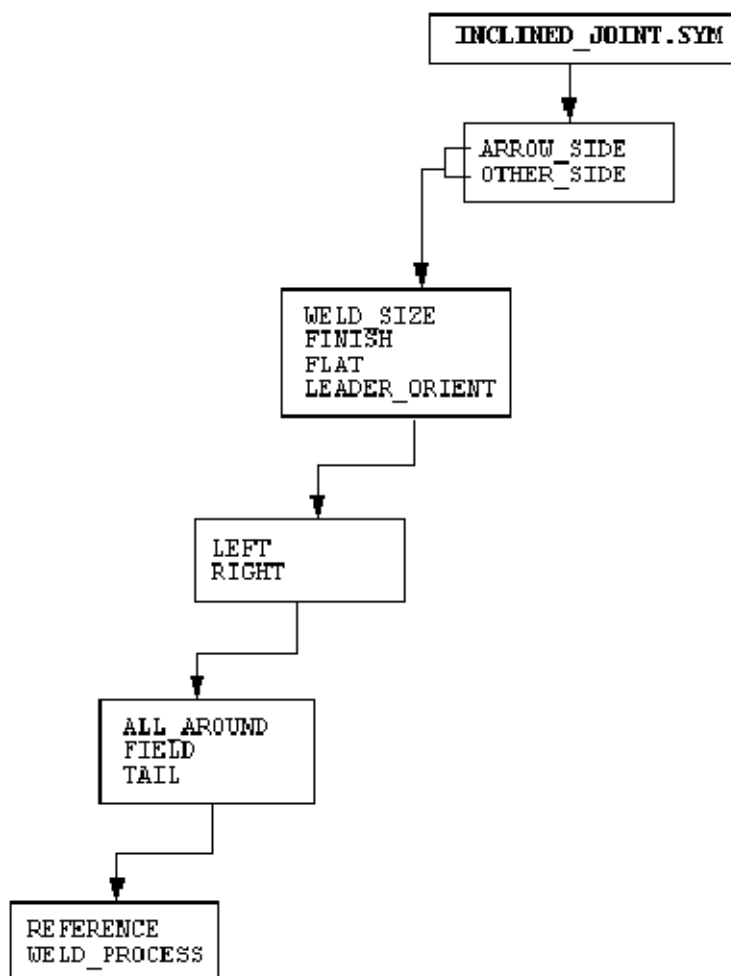 INCLINED_JOINT.SYM
ARROW_SIDE
OTHER_SIDE
WELD_SIZE
FINISH
FLAT
LEADER_ORIENT
LEFT
RIGHT
ALL_AROUND
FIELD
TAIL
REFERENCE
WELD_PROCESS